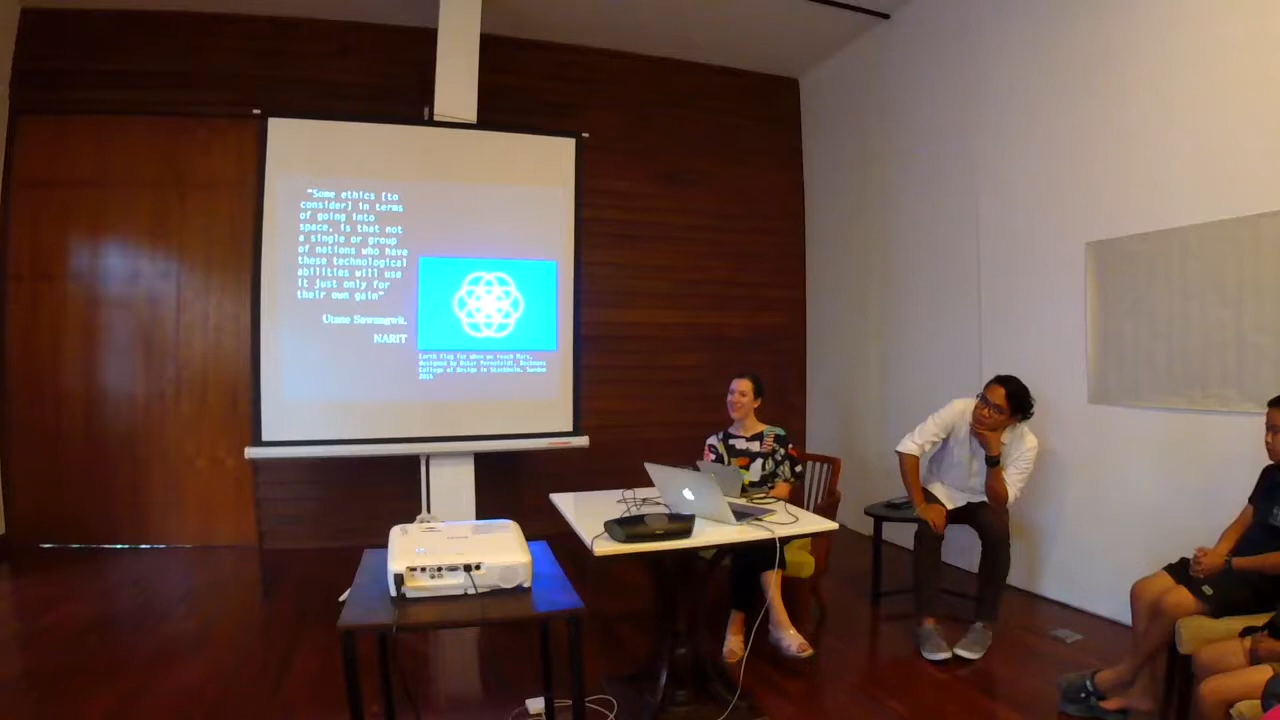 "Some ethics [to
consider] in terms
of going into
space, is that not
a single or group
of nations who have
these technological
abilities will use
it just only for
their own gain"
Utane Sawangwit,
NARIT
Earth flag for when we reach Mars,
designed by Oskar Pernefeldt, Beckmans
College of Design in Stockholm, Sweden